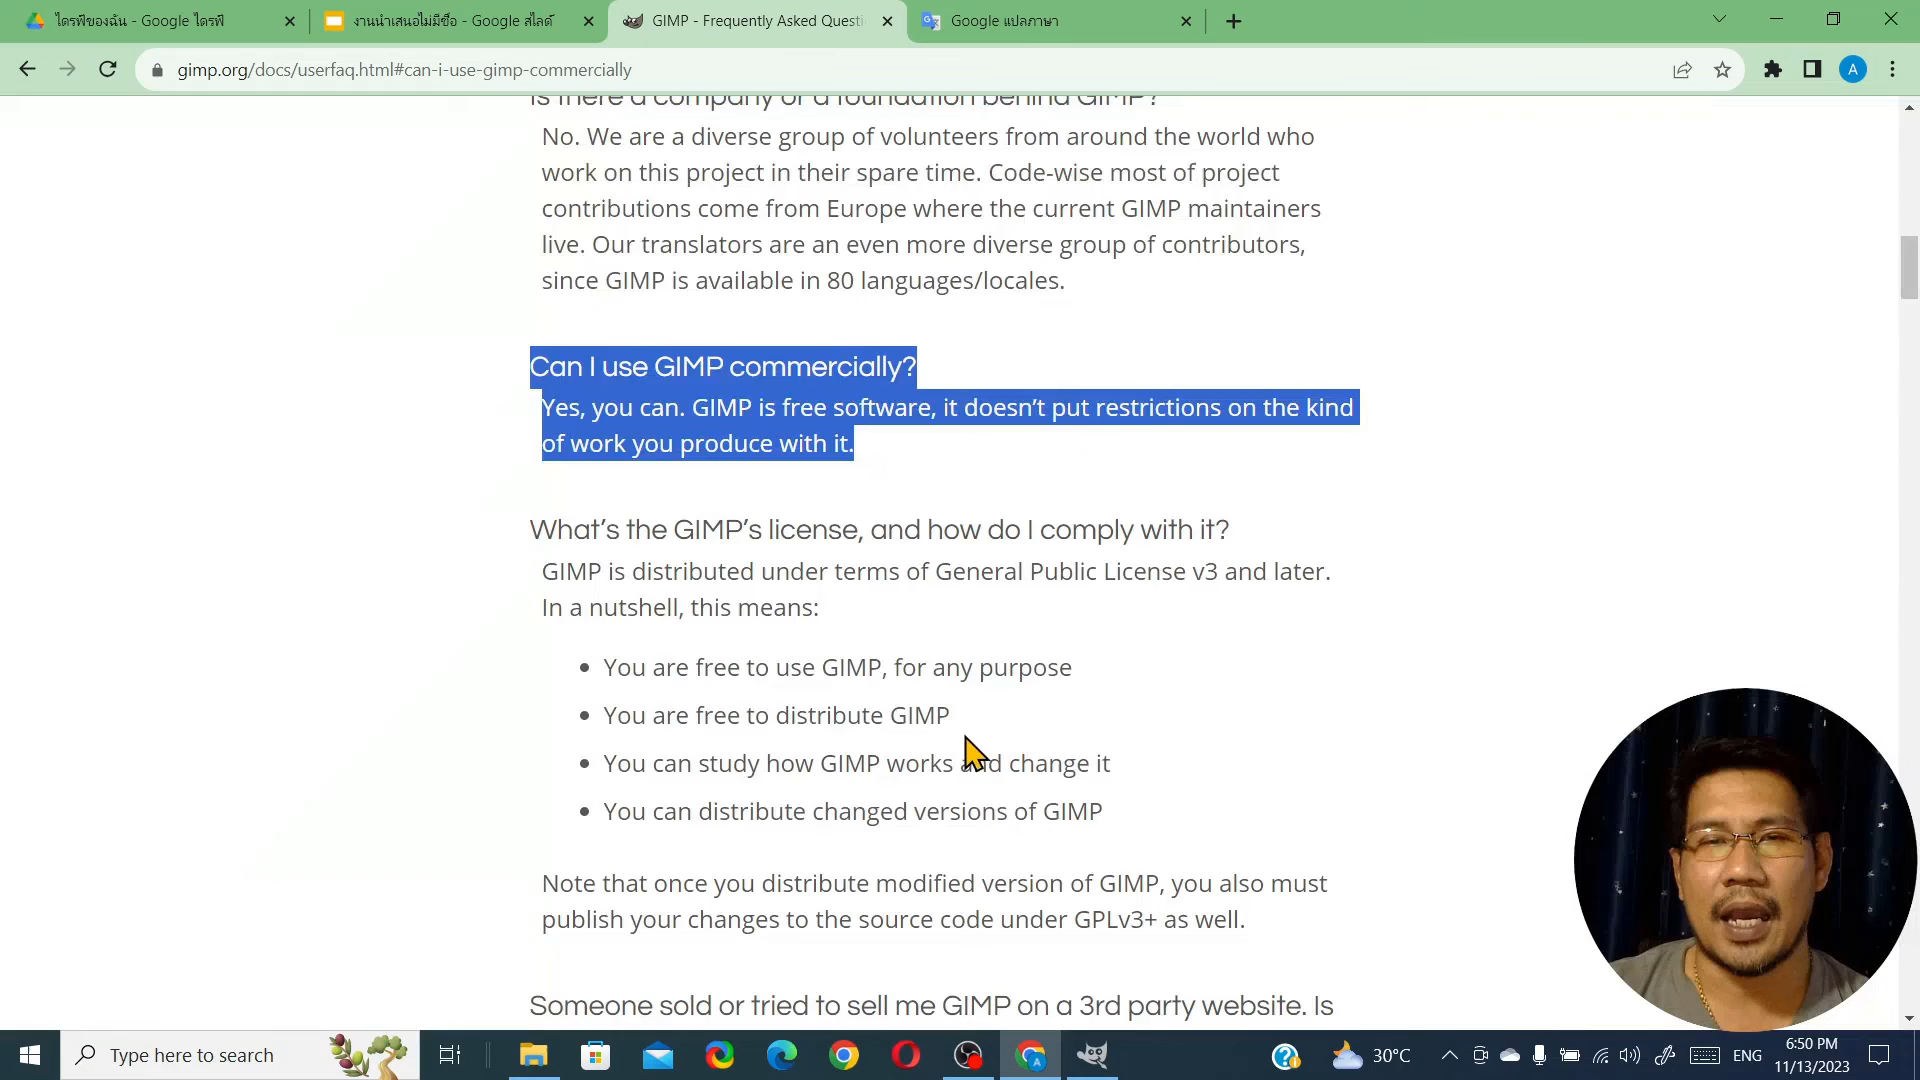 ไดรฟ์ของฉัน - Google ไดรฟ์
งานนำเสนอไม่มีชื่อ - Google สไลด์
GIMP - Frequently Asked Questi
Google แปลภาษา
gimp.org/docs/userfaq.html#can-i-use-gimp-commercially
A
Is there a company or a foundation behind GIMP?
No. We are a diverse group of volunteers from around the world who
work on this project in their spare time. Code-wise most of project
contributions come from Europe where the current GIMP maintainers
live. Our translators are an even more diverse group of contributors,
since GIMP is available in 80 languages/locales.
Can I use GIMP commercially?
Yes, you can. GIMP is free software, it doesn’t put restrictions on the kind
of work you produce with it.
What’s the GIMP’s license, and how do I comply with it?
GIMP is distributed under terms of General Public License v3 and later.
In a nutshell, this means:
• You are free to use GIMP, for any purpose
• You are free to distribute GIMP
• You can study how GIMP works and change it
• You can distribute changed versions of GIMP
Note that once you distribute modified version of GIMP, you also must
publish your changes to the source code under GPLv3+ as well.
Someone sold or tried to sell me GIMP on a 3rd party website. Is
Type here to search
30°C
ENG
6:50 PM
11/13/2023